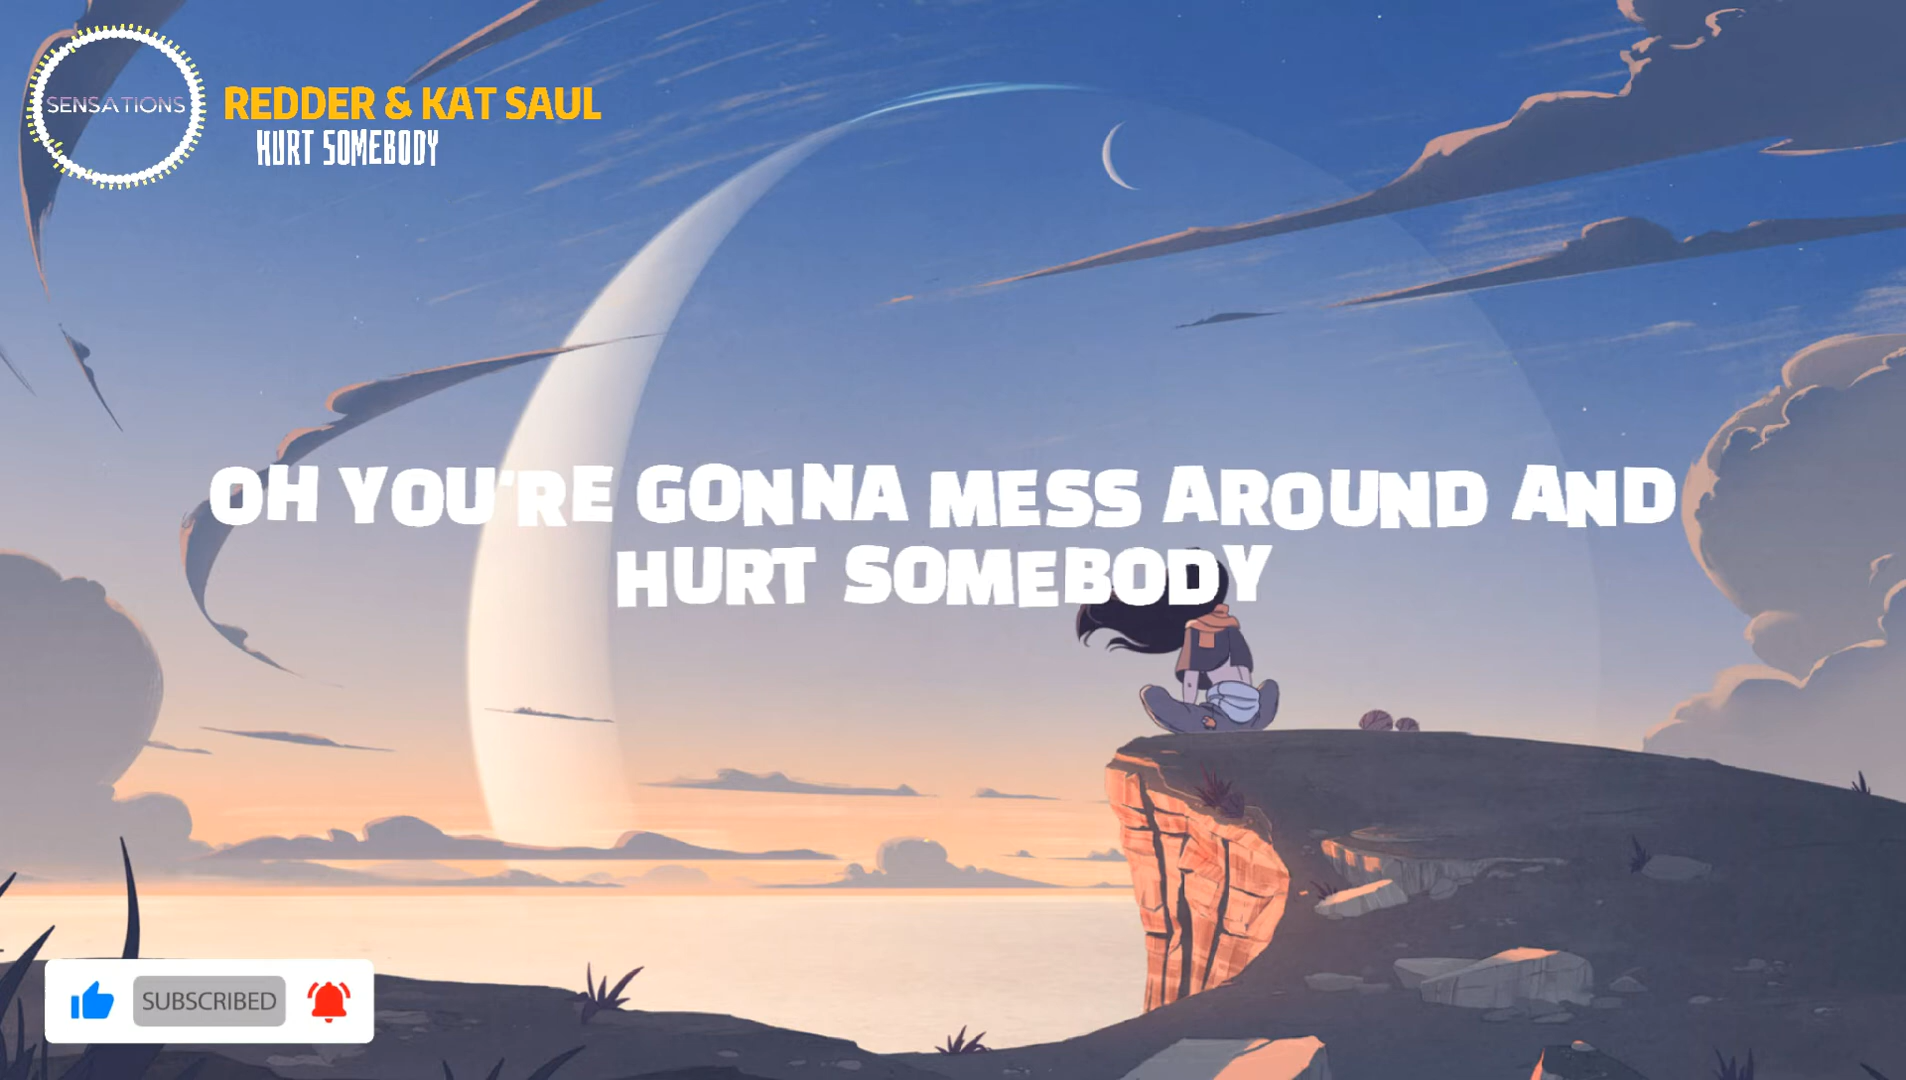 SENSATIONS
REDDER & KAT SAUL
HURT SOMEBODY
OH YOU'RE GONNA MESS AROUND AND
HURT SOMEBODY
SUBSCRIBED